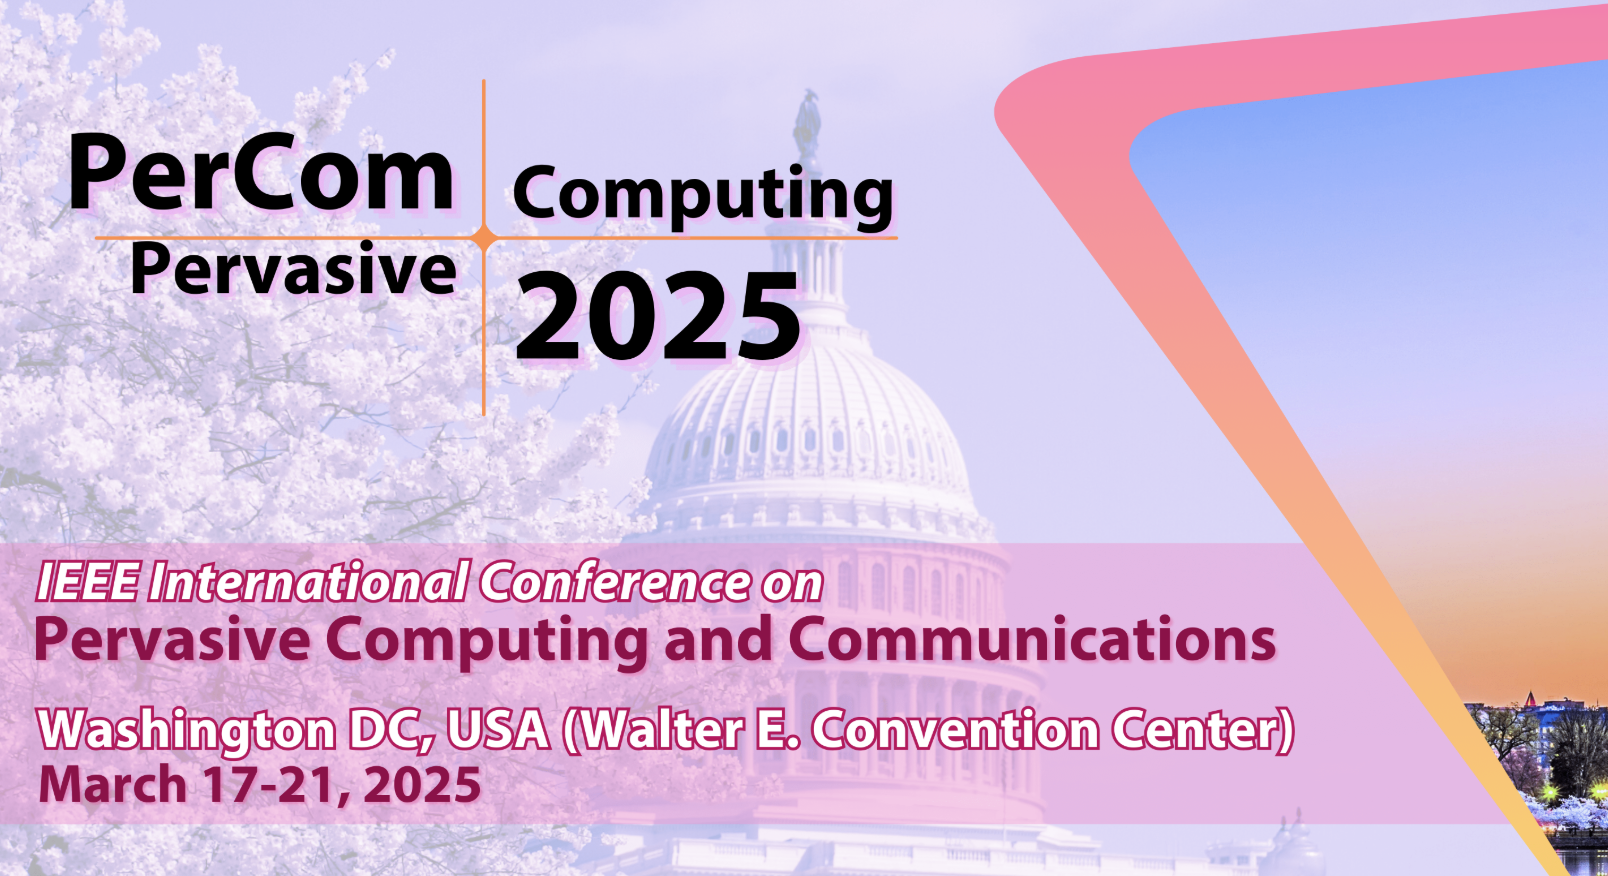 PerCom
Computing
Pervasive
2025
IEEE International Conference on
Pervasive Computing and Communications
Washington DC, USA (Walter E. Convention Center)
March 17-21, 2025